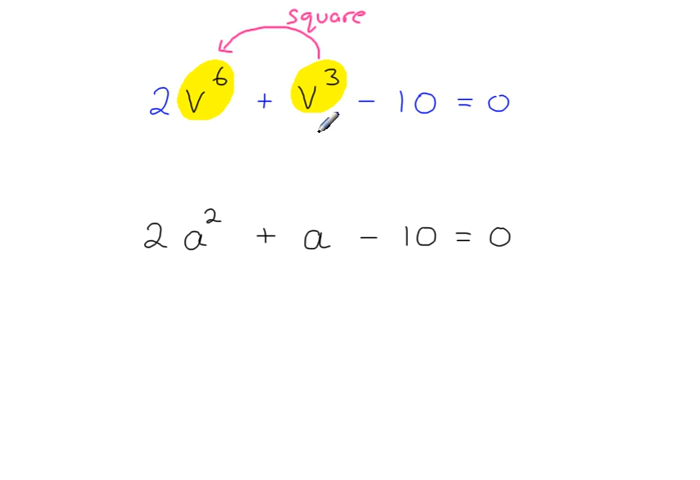 square
2v⁶ + v³ - 10 = 0
2a² + a - 10 = 0